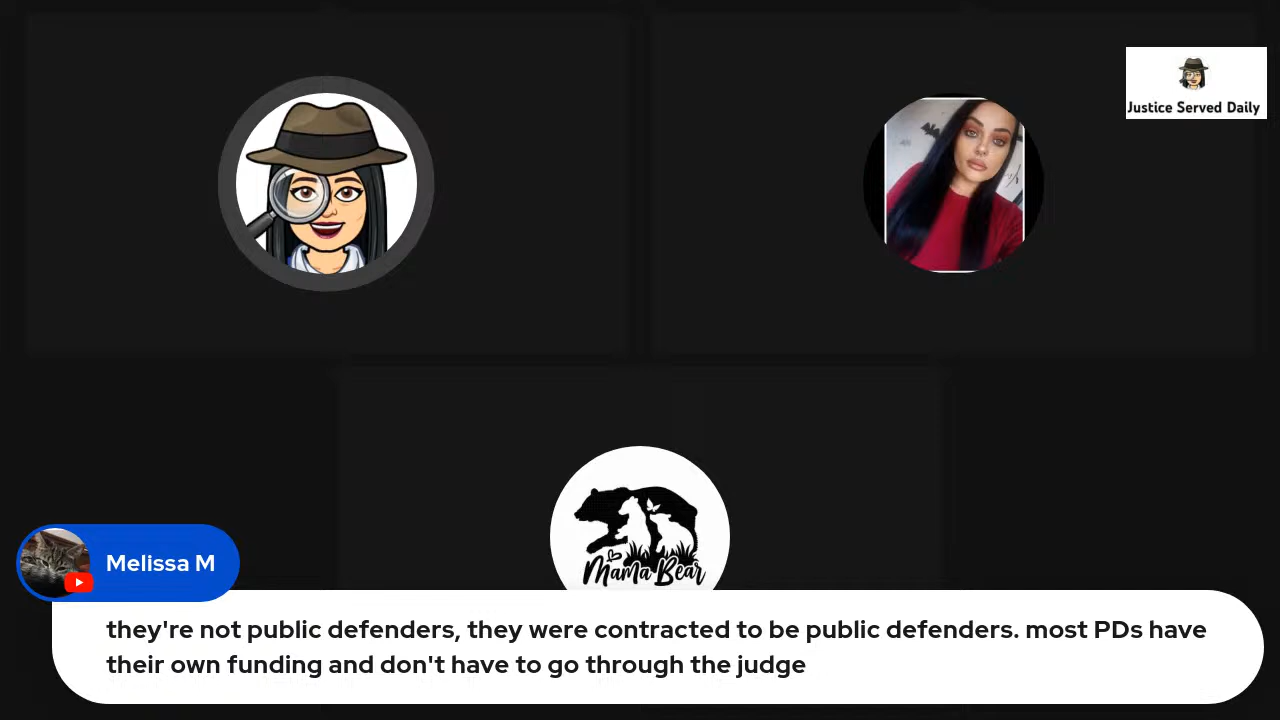 Justice Served Daily
Mama Bear
Melissa M
they're not public defenders, they were contracted to be public defenders. most PDs have
their own funding and don't have to go through the judge